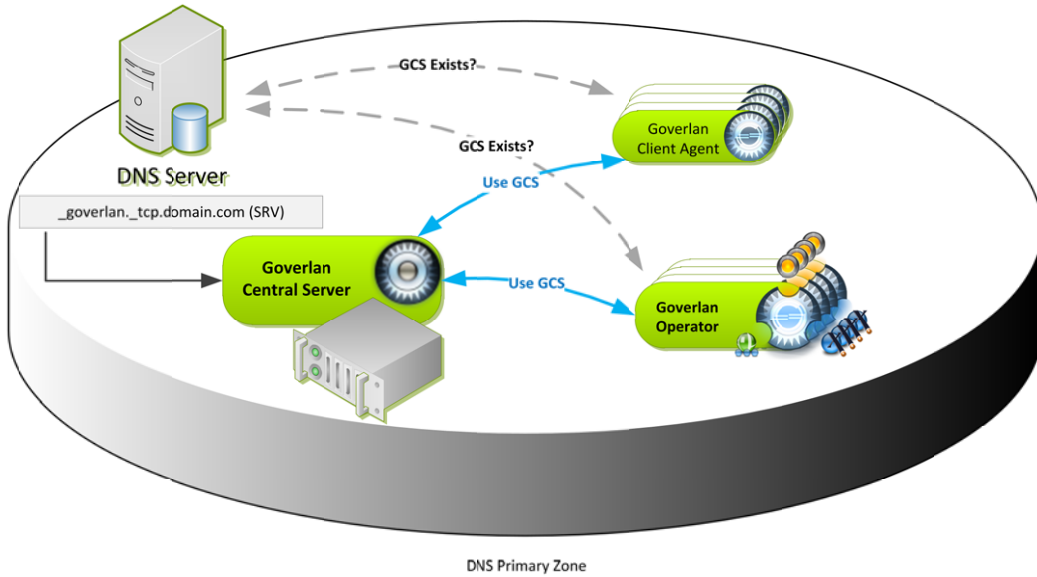 GCS Exists?
Goverlan
Client Agent
GCS Exists?
DNS Server
Use GCS
_goverlan._tcp.domain.com (SRV)
Goverlan
Central Server
Use GCS
Goverlan
Operator
DNS Primary Zone